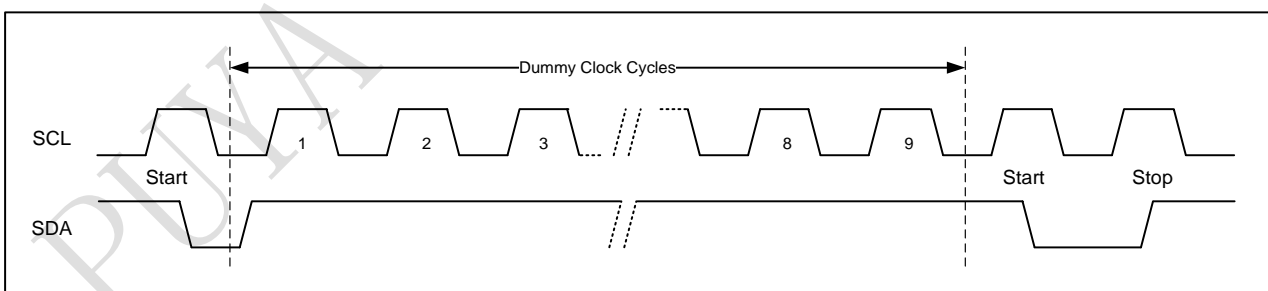 Dummy Clock Cycles
SCL
1 2 3 8 9
Start Start Stop
SDA
PUYA